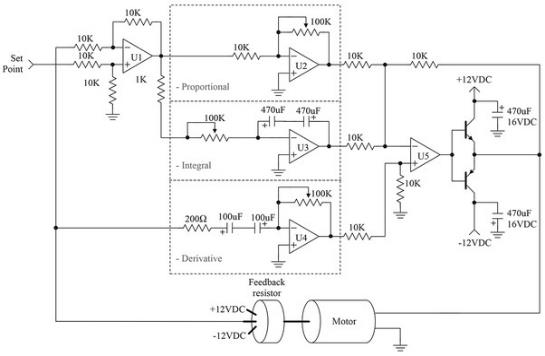 10K
100K
10K
10K
10K
10K
+12VDC
Set
Point
10K
U1
U2
10K
1K
- Proportional
470uF
16VDC
470uF
470uF
100K
10K
U3
U5
- Integral
10K
100K
200Ω
100uF
100uF
10K
470uF
16VDC
U4
- Derivative
-12VDC
Feedback
resistor
+12VDC
-12VDC
Motor